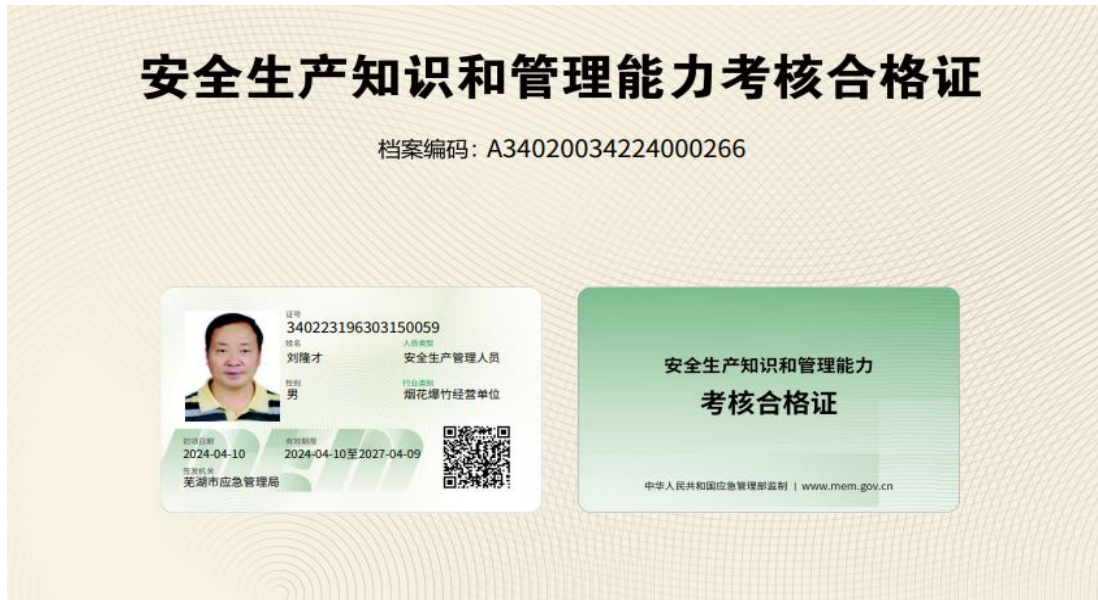 安全生产知识和管理能力考核合格证
档案编码：A34020034224000266
证号
340223196303150059
姓名 人员类型
刘隆才 安全生产管理人员
性别 行业类别
男 烟花爆竹经营单位
初领日期 有效期限
2024-04-10 2024-04-10至2027-04-09
签发机关
芜湖市应急管理局
安全生产知识和管理能力
考核合格证
中华人民共和国应急管理部监制 | www.mem.gov.cn